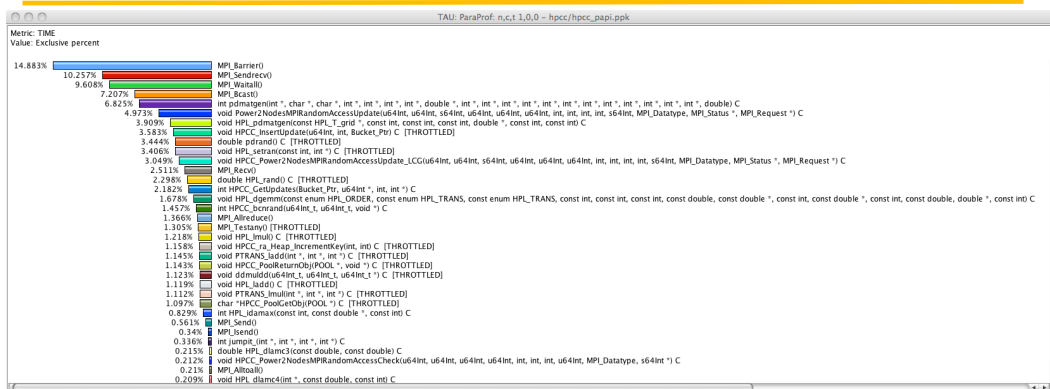 TAU: ParaProf: n,c,t 1,0,0 – hpcc/hpcc_papi.ppk
Metric: TIME
Value: Exclusive percent
14.883% MPI_Barrier()
10.257% MPI_Sendrecv()
9.608% MPI_Waitall()
7.207% MPI_Bcast()
6.825% int pdmatgen(int *, char *, char *, int *, int *, int *, int *, double *, int *, int *, int *, int *, int *, int *, int *, int *, int *, int *, int *, double) C
4.973% void Power2NodesMPIRandomAccessUpdate(u64Int, u64Int, s64Int, u64Int, u64Int, int, u64Int, int, int, int, int, s64Int, MPI_Datatype, MPI_Status *, MPI_Request *) C
3.909% void HPL_pdmatgen(const HPL_T_grid *, const int, const int, const int, double *, const int, const int) C
3.583% void HPCC_InsertUpdate(u64Int, int, Bucket_Ptr) C [THROTTLED]
3.444% double pdrand() C [THROTTLED]
3.406% void HPL_setran(const int, int *) C [THROTTLED]
3.049% void HPCC_Power2NodesMPIRandomAccessUpdate_LCG(u64Int, u64Int, s64Int, u64Int, u64Int, int, u64Int, int, int, int, int, s64Int, MPI_Datatype, MPI_Status *, MPI_Request *) C
2.511% MPI_Recv()
2.298% double HPL_rand() C [THROTTLED]
2.182% int HPCC_GetUpdates(Bucket_Ptr, u64Int *, int, int *) C
1.678% void HPL_dgemm(const enum HPL_ORDER, const enum HPL_TRANS, const enum HPL_TRANS, const int, const int, const int, const double, const double *, const int, const double *, const int, const double, double *, const int) C
1.457% int HPCC_bcnrand(u64Int_t, u64Int_t, void *) C
1.366% MPI_Allreduce()
1.305% MPI_Testany() [THROTTLED]
1.218% void HPL_lmul() C [THROTTLED]
1.158% void HPCC_ra_Heap_IncrementKey(int, int) C [THROTTLED]
1.145% void PTRANS_ladd(int *, int *, int *) C [THROTTLED]
1.143% void HPCC_PoolReturnObj(POOL *, void *) C [THROTTLED]
1.123% void ddmuldd(u64Int_t, u64Int_t, u64Int_t *) C [THROTTLED]
1.119% void HPL_ladd() C [THROTTLED]
1.112% void PTRANS_lmul(int *, int *, int *) C [THROTTLED]
1.097% char *HPCC_PoolGetObj(POOL *) C [THROTTLED]
0.829% int HPL_idamax(const int, const double *, const int) C
0.561% MPI_Send()
0.34% MPI_Isend()
0.336% int jumpit_(int *, int *, int *, int *) C
0.215% double HPL_dlamc3(const double, const double) C
0.212% void HPCC_Power2NodesMPIRandomAccessCheck(u64Int, u64Int, u64Int, u64Int, int, int, int, u64Int, MPI_Datatype, s64Int *) C
0.21% MPI_Alltoall()
0.209% void HPL_dlamc4(int *, const double, const int) C